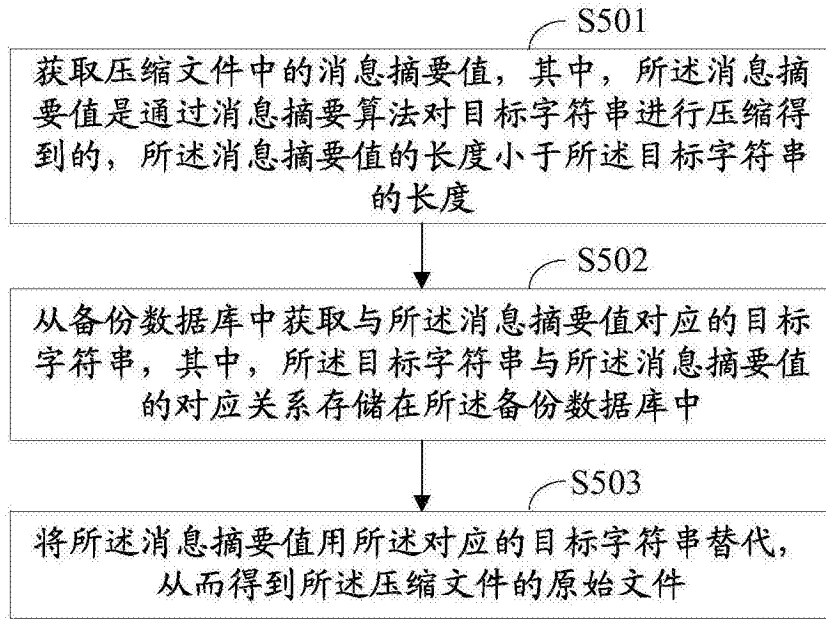 S501
获取压缩文件中的消息摘要值，其中，所述消息摘
要值是通过消息摘要算法对目标字符串进行压缩得
到的，所述消息摘要值的长度小于所述目标字符串
的长度
S502
从备份数据库中获取与所述消息摘要值对应的目标
字符串，其中，所述目标字符串与所述消息摘要值
的对应关系存储在所述备份数据库中
S503
将所述消息摘要值用所述对应的目标字符串替代，
从而得到所述压缩文件的原始文件